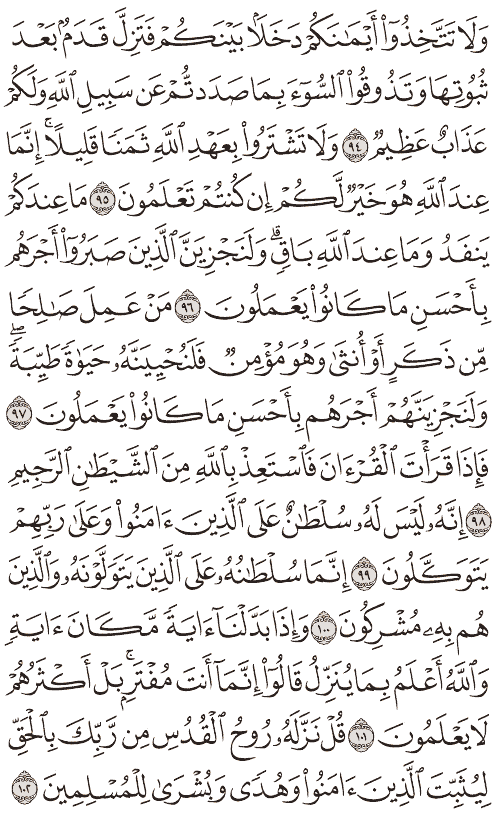 وَلَا تَتَّخِذُوٓا۟ أَيْمَٰنَكُمْ دَخَلًۢا بَيْنَكُمْ فَتَزِلَّ قَدَمٌۢ بَعْدَ
ثُبُوتِهَا وَتَذُوقُوا۟ ٱلسُّوٓءَ بِمَا صَدَدتُّمْ عَن سَبِيلِ ٱللَّهِ وَلَكُمْ
عَذَابٌ عَظِيمٌ ٩٤ وَلَا تَشْتَرُوا۟ بِعَهْدِ ٱللَّهِ ثَمَنًا قَلِيلًا ۚ إِنَّمَا
عِندَ ٱللَّهِ هُوَ خَيْرٌ لَّكُمْ إِن كُنتُمْ تَعْلَمُونَ ٩٥ مَا عِندَكُمْ
يَنفَدُ ۖ وَمَا عِندَ ٱللَّهِ بَاقٍ ۗ وَلَنَجْزِيَنَّ ٱلَّذِينَ صَبَرُوٓا۟ أَجْرَهُم
بِأَحْسَنِ مَا كَانُوا۟ يَعْمَلُونَ ٩٦ مَنْ عَمِلَ صَٰلِحًا
مِّن ذَكَرٍ أَوْ أُنثَىٰ وَهُوَ مُؤْمِنٌ فَلَنُحْيِيَنَّهُۥ حَيَوٰةً طَيِّبَةً ۖ
وَلَنَجْزِيَنَّهُمْ أَجْرَهُم بِأَحْسَنِ مَا كَانُوا۟ يَعْمَلُونَ ٩٧
فَإِذَا قَرَأْتَ ٱلْقُرْءَانَ فَٱسْتَعِذْ بِٱللَّهِ مِنَ ٱلشَّيْطَٰنِ ٱلرَّجِيمِ
٩٨ إِنَّهُۥ لَيْسَ لَهُۥ سُلْطَٰنٌ عَلَى ٱلَّذِينَ ءَامَنُوا۟ وَعَلَىٰ رَبِّهِمْ
يَتَوَكَّلُونَ ٩٩ إِنَّمَا سُلْطَٰنُهُۥ عَلَى ٱلَّذِينَ يَتَوَلَّوْنَهُۥ وَٱلَّذِينَ
هُم بِهِۦ مُشْرِكُونَ ١٠٠ وَإِذَا بَدَّلْنَآ ءَايَةً مَّكَانَ ءَايَةٍ ۙ
وَٱللَّهُ أَعْلَمُ بِمَا يُنَزِّلُ قَالُوٓا۟ إِنَّمَآ أَنتَ مُفْتَرٍۭ ۚ بَلْ أَكْثَرُهُمْ
لَا يَعْلَمُونَ ١٠١ قُلْ نَزَّلَهُۥ رُوحُ ٱلْقُدُسِ مِن رَّبِّكَ بِٱلْحَقِّ
لِيُثَبِّتَ ٱلَّذِينَ ءَامَنُوا۟ وَهُدًى وَبُشْرَىٰ لِلْمُسْلِمِينَ ١٠٢